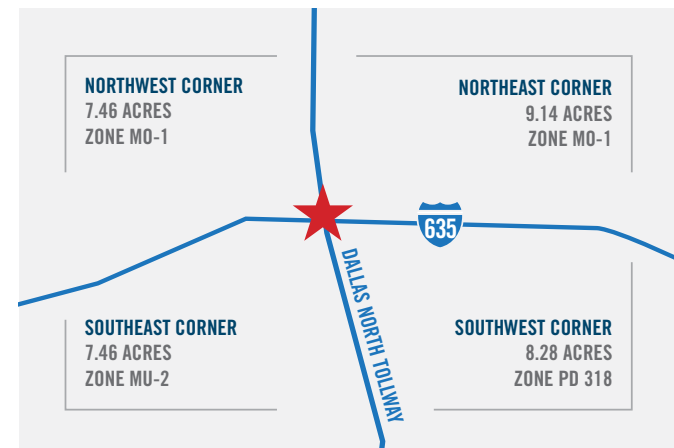 NORTHWEST CORNER
7.46 ACRES
ZONE MO-1
NORTHEAST CORNER
9.14 ACRES
ZONE MO-1
635
DALLAS NORTH TOLLWAY
SOUTHEAST CORNER
7.46 ACRES
ZONE MU-2
SOUTHWEST CORNER
8.28 ACRES
ZONE PD 318